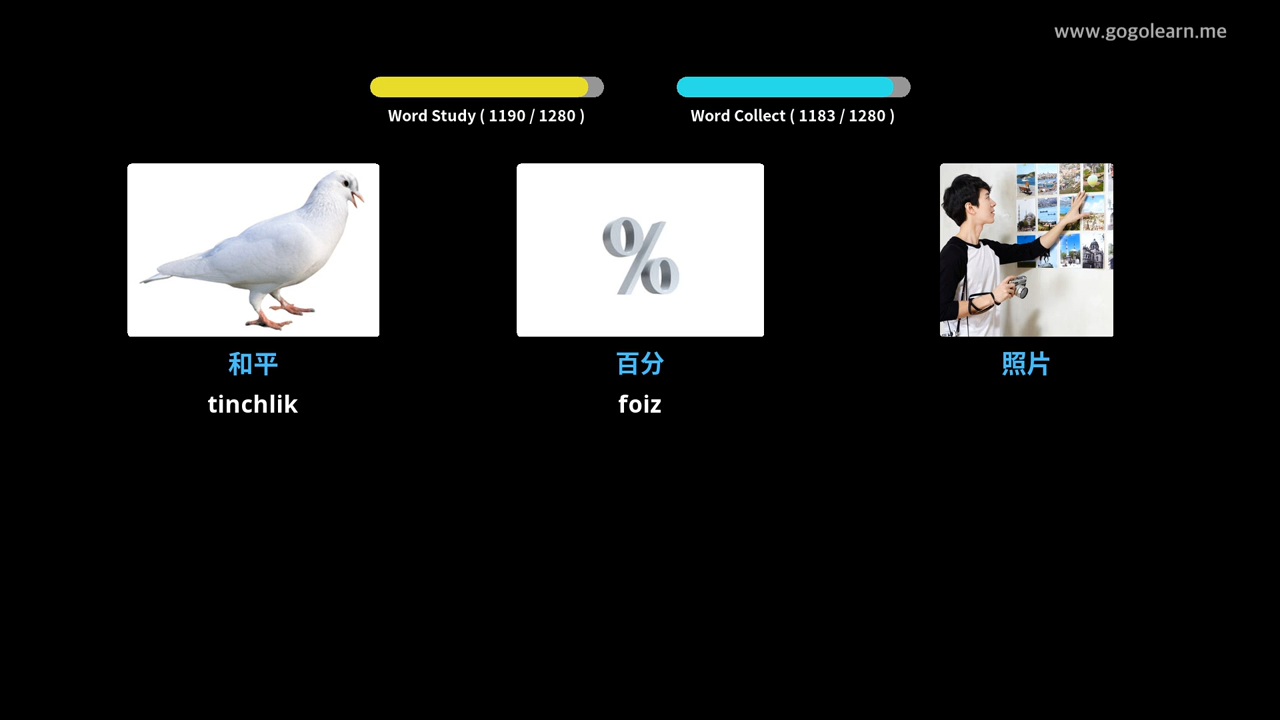 www.gogolearn.me
Word Study ( 1190 / 1280 )
Word Collect ( 1183 / 1280 )
%
和平
百分
照片
tinchlik
foiz